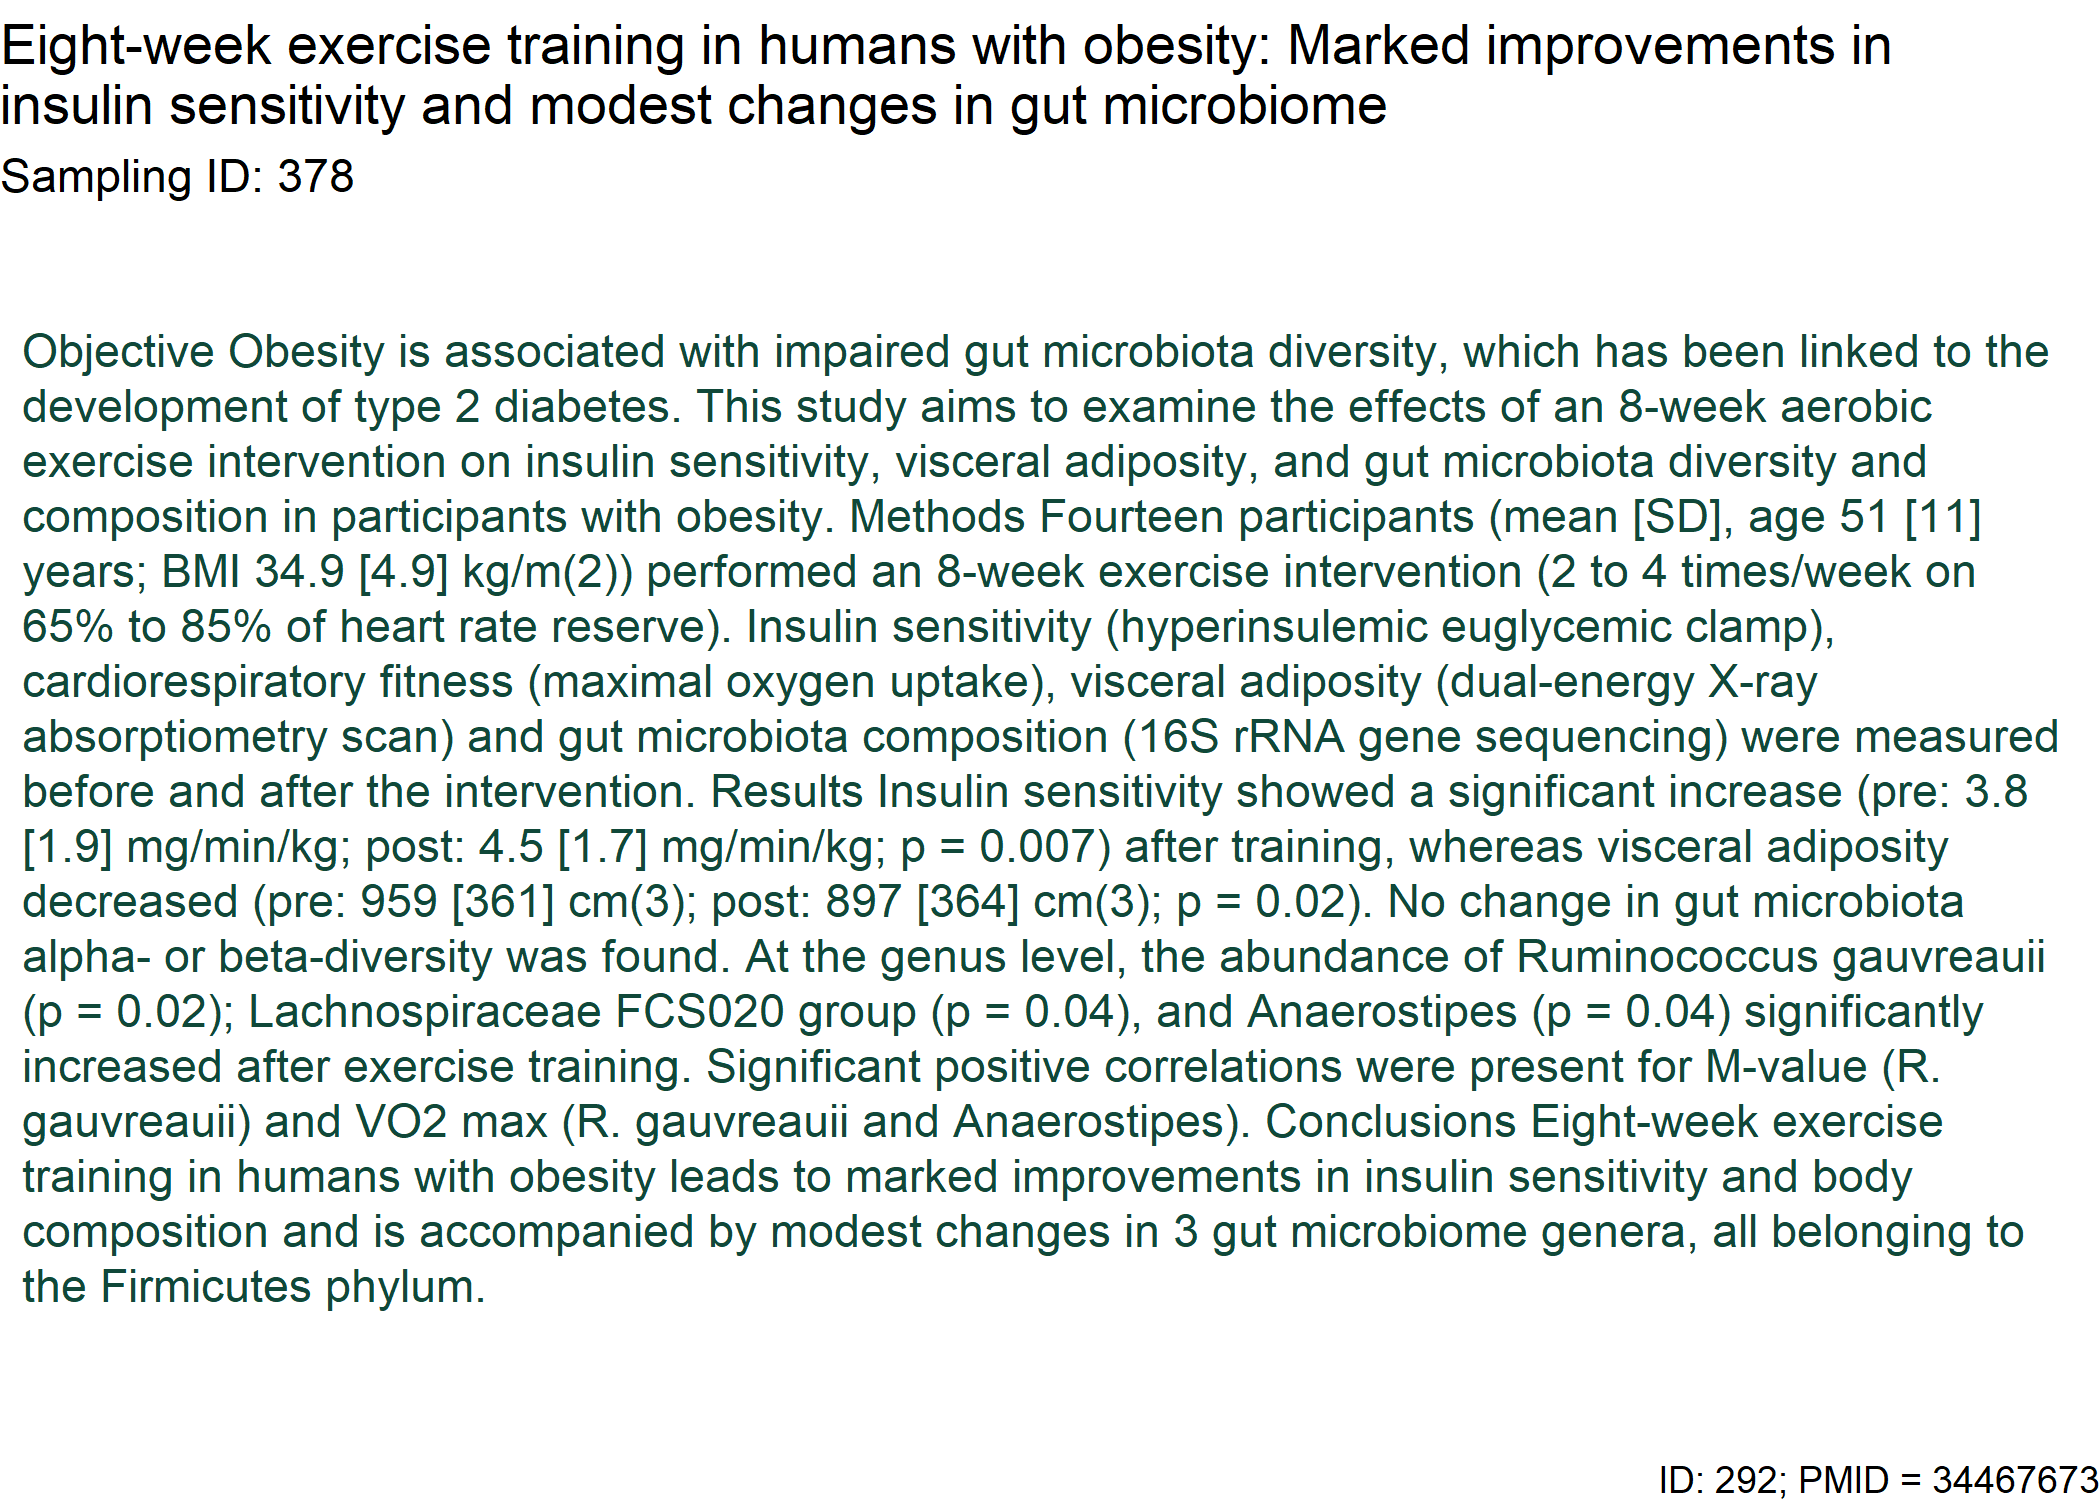 Eight-week exercise training in humans with obesity: Marked improvements in
insulin sensitivity and modest changes in gut microbiome
Sampling ID: 378
Objective Obesity is associated with impaired gut microbiota diversity, which has been linked to the
development of type 2 diabetes. This study aims to examine the effects of an 8-week aerobic
exercise intervention on insulin sensitivity, visceral adiposity, and gut microbiota diversity and
composition in participants with obesity. Methods Fourteen participants (mean [SD], age 51 [11]
years; BMI 34.9 [4.9] kg/m(2)) performed an 8-week exercise intervention (2 to 4 times/week on
65% to 85% of heart rate reserve). Insulin sensitivity (hyperinsulemic euglycemic clamp),
cardiorespiratory fitness (maximal oxygen uptake), visceral adiposity (dual-energy X-ray
absorptiometry scan) and gut microbiota composition (16S rRNA gene sequencing) were measured
before and after the intervention. Results Insulin sensitivity showed a significant increase (pre: 3.8
[1.9] mg/min/kg; post: 4.5 [1.7] mg/min/kg; p = 0.007) after training, whereas visceral adiposity
decreased (pre: 959 [361] cm(3); post: 897 [364] cm(3); p = 0.02). No change in gut microbiota
alpha- or beta-diversity was found. At the genus level, the abundance of Ruminococcus gauvreauii
(p = 0.02); Lachnospiraceae FCS020 group (p = 0.04), and Anaerostipes (p = 0.04) significantly
increased after exercise training. Significant positive correlations were present for M-value (R.
gauvreauii) and VO2 max (R. gauvreauii and Anaerostipes). Conclusions Eight-week exercise
training in humans with obesity leads to marked improvements in insulin sensitivity and body
composition and is accompanied by modest changes in 3 gut microbiome genera, all belonging to
the Firmicutes phylum.
ID: 292; PMID = 34467673